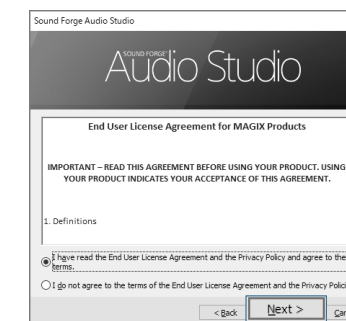 Sound Forge Audio Studio
SOUND FORGE®
Audio Studio
End User License Agreement for MAGIX Products
IMPORTANT – READ THIS AGREEMENT BEFORE USING YOUR PRODUCT. USING
YOUR PRODUCT INDICATES YOUR ACCEPTANCE OF THIS AGREEMENT.
1. Definitions
I have read the End User License Agreement and the Privacy Policy and agree to the
terms.
I do not agree to the terms of the End User License Agreement and the Privacy
< Back
Next >